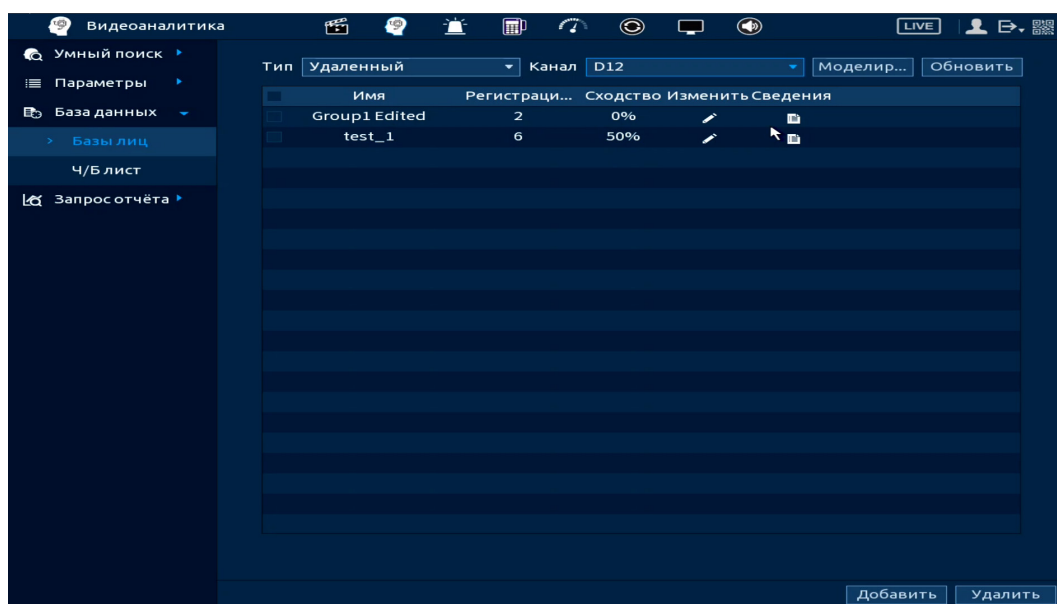 Видеоаналитика LIVE
Умный поиск
Параметры
База данных
Базы лиц
Ч/Б лист
Запрос отчёта
Тип Удаленный Канал D12 Моделир... Обновить
Имя Регистраци... Сходство Изменить Сведения
Group1 Edited 2 0%
test_1 6 50%
Добавить Удалить